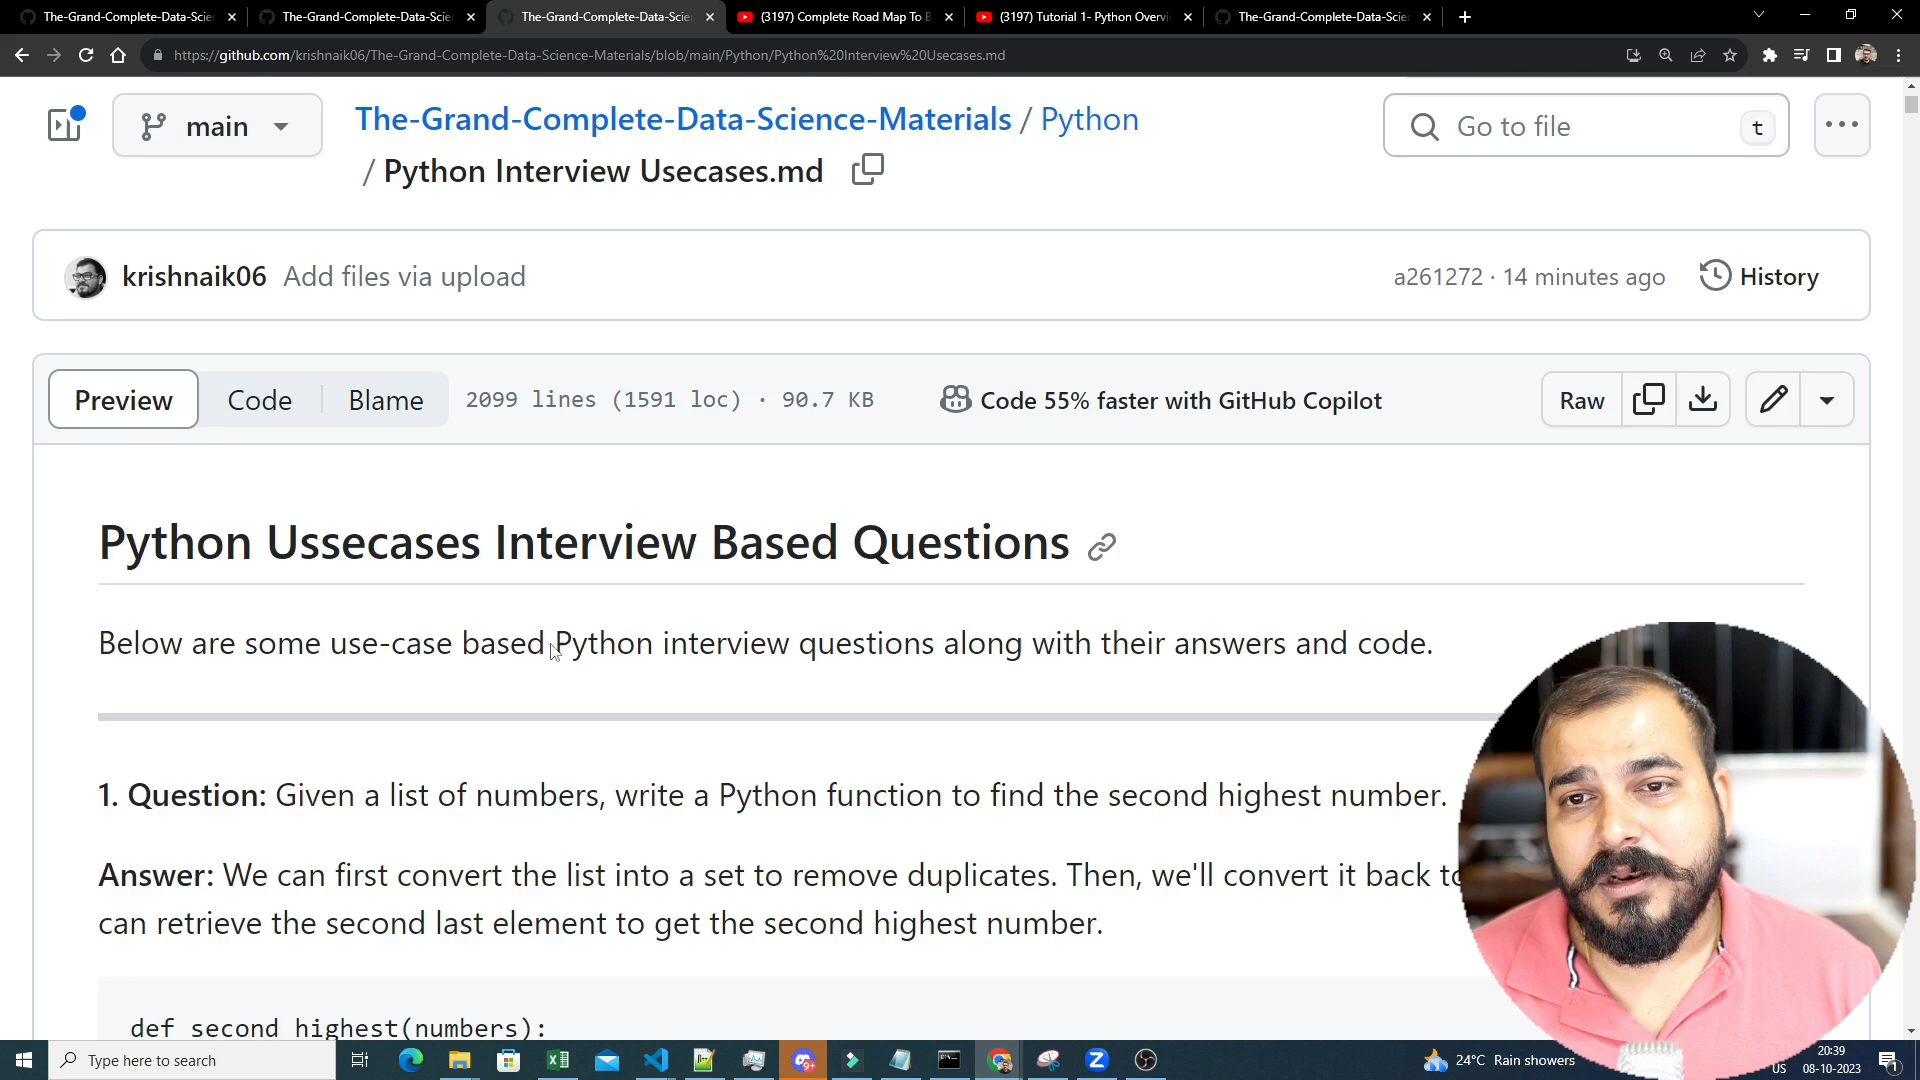 The-Grand-Complete-Data-Scie
The-Grand-Complete-Data-Scie
The-Grand-Complete-Data-Scie
(3197) Complete Road Map To B
(3197) Tutorial 1- Python Overvi
The-Grand-Complete-Data-Scie
https://github.com/krishnaik06/The-Grand-Complete-Data-Science-Materials/blob/main/Python/Python%20Interview%20Usecases.md
main
The-Grand-Complete-Data-Science-Materials / Python
/ Python Interview Usecases.md
Go to file
t
krishnaik06 Add files via upload
a261272 · 14 minutes ago
History
Preview
Code
Blame
2099 lines (1591 loc) · 90.7 KB
Code 55% faster with GitHub Copilot
Raw
Python Ussecases Interview Based Questions
Below are some use-case based Python interview questions along with their answers and code.
1. Question: Given a list of numbers, write a Python function to find the second highest number.
Answer: We can first convert the list into a set to remove duplicates. Then, we'll convert it back to
can retrieve the second last element to get the second highest number.
def second_highest(numbers):
Type here to search
9+
24°C Rain showers
US
20:39
08-10-2023
1